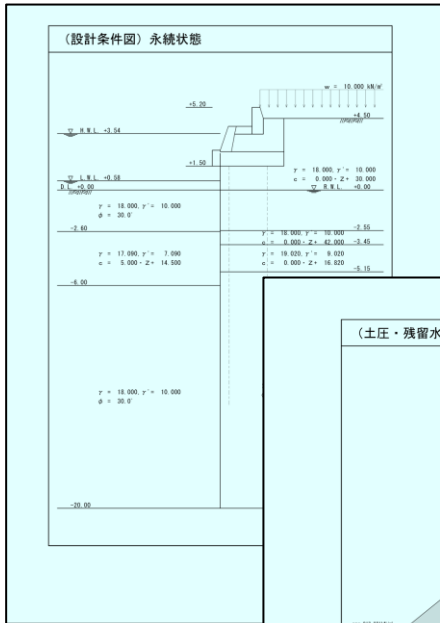 (設計条件図) 永続状態
w = 10.000 kN/㎡
+5.20
+4.50
H.W.L. +3.54
+1.50
L.W.L. +0.58
D.L. +0.00
γ = 18.000, γ'= 10.000
c = 0.000・Z+ 30.000
R.W.L. +0.00
γ = 18.000, γ'= 10.000
φ = 30.0°
-2.60
-2.55
γ = 18.000, γ'= 10.000
c = 0.000・Z+ 42.000
-3.45
γ = 17.090, γ'= 7.090
c = 5.000・Z+ 14.500
γ = 19.020, γ'= 9.020
c = 0.000・Z+ 16.820
-5.15
-6.00
(土圧・残留水
γ = 18.000, γ'= 10.000
φ = 30.0°
-20.00